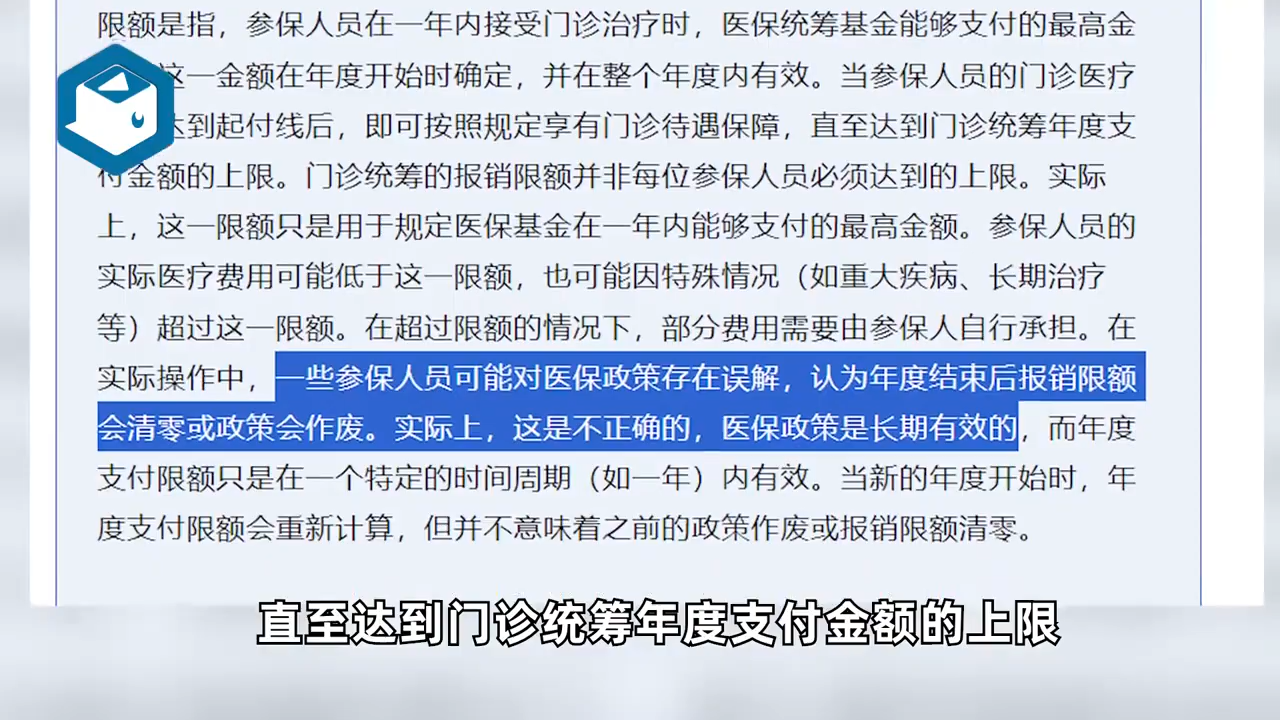 限额是指，参保人员在一年内接受门诊治疗时，医保统筹基金能够支付的最高金
这一金额在年度开始时确定，并在整个年度内有效。当参保人员的门诊医疗
达到起付线后，即可按照规定享有门诊待遇保障，直至达到门诊统筹年度支
付金额的上限。门诊统筹的报销限额并非每位参保人员必须达到的上限。实际
上，这一限额只是用于规定医保基金在一年内能够支付的最高金额。参保人员的
实际医疗费用可能低于这一限额，也可能因特殊情况（如重大疾病、长期治疗
等）超过这一限额。在超过限额的情况下，部分费用需要由参保人自行承担。在
实际操作中，一些参保人员可能对医保政策存在误解，认为年度结束后报销限额
会清零或政策会作废。实际上，这是不正确的，医保政策是长期有效的，而年度
支付限额只是在一个特定的时间周期（如一年）内有效。当新的年度开始时，年
度支付限额会重新计算，但并不意味着之前的政策作废或报销限额清零。
直至达到门诊统筹年度支付金额的上限